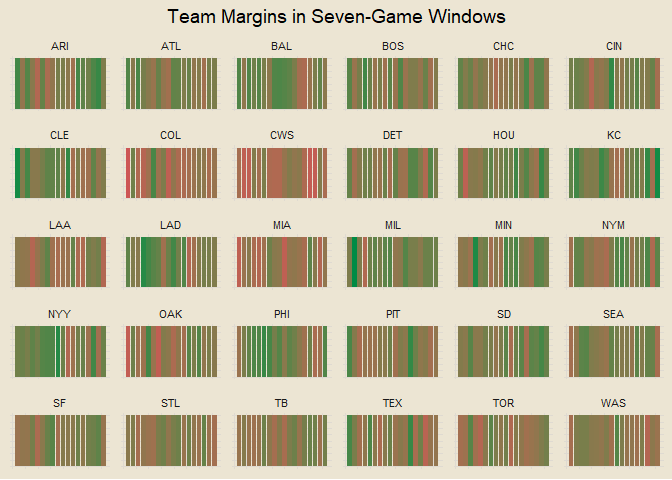 Team Margins in Seven-Game Windows
ARI ATL BAL BOS CHC CIN
CLE COL CWS DET HOU KC
LAA LAD MIA MIL MIN NYM
NYY OAK PHI PIT SD SEA
SF STL TB TEX TOR WAS